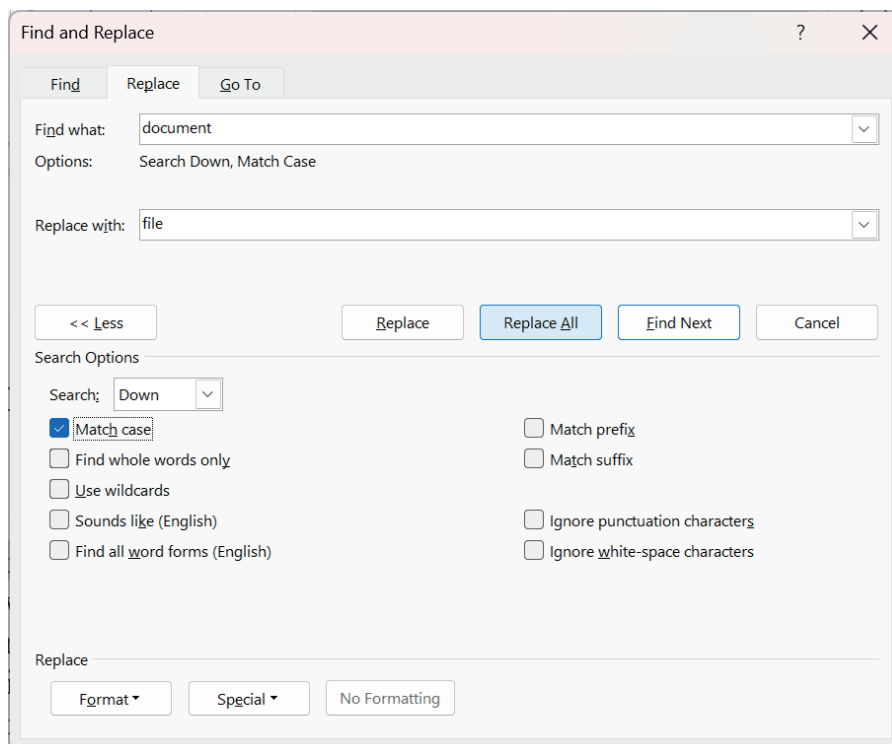 Find and Replace ?
Find Replace Go To
Find what: document
Options: Search Down, Match Case
Replace with: file
<< Less Replace Replace All Find Next Cancel
Search Options
Search: Down
Match case Match prefix
Find whole words only Match suffix
Use wildcards
Sounds like (English) Ignore punctuation characters
Find all word forms (English) Ignore white-space characters
Replace
Format Special No Formatting